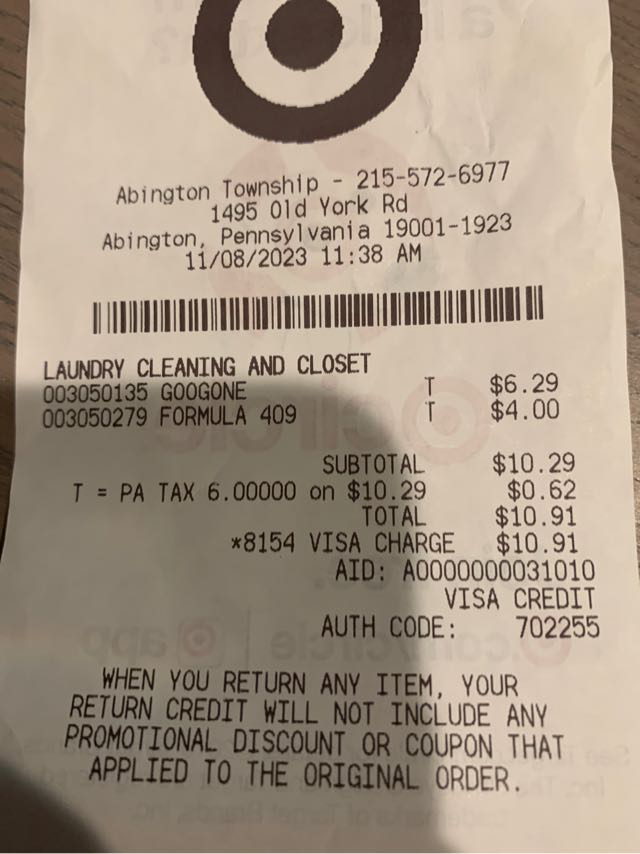 Abington Township - 215-572-6977
1495 Old York Rd
Abington, Pennsylvania 19001-1923
11/08/2023 11:38 AM
LAUNDRY CLEANING AND CLOSET
003050135 GOOGONE T $6.29
003050279 FORMULA 409 T $4.00
SUBTOTAL $10.29
T = PA TAX 6.00000 on $10.29 $0.62
TOTAL $10.91
*8154 VISA CHARGE $10.91
AID: A0000000031010
VISA CREDIT
AUTH CODE: 702255
WHEN YOU RETURN ANY ITEM, YOUR
RETURN CREDIT WILL NOT INCLUDE ANY
PROMOTIONAL DISCOUNT OR COUPON THAT
APPLIED TO THE ORIGINAL ORDER.